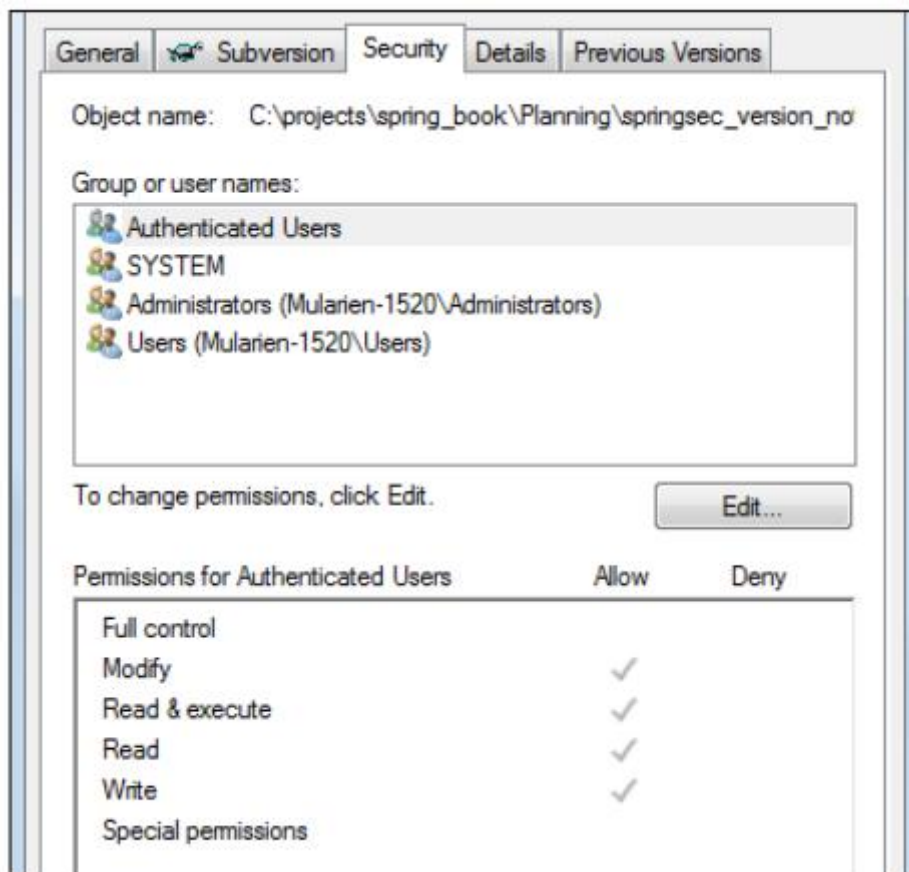 General Subversion Security Details Previous Versions
Object name: C:\projects\spring_book\Planning\springsec_version_no
Group or user names:
Authenticated Users
SYSTEM
Administrators (Mularien-1520\Administrators)
Users (Mularien-1520\Users)
To change permissions, click Edit.
Edit...
Permissions for Authenticated Users Allow Deny
Full control
Modify
Read & execute
Read
Write
Special permissions